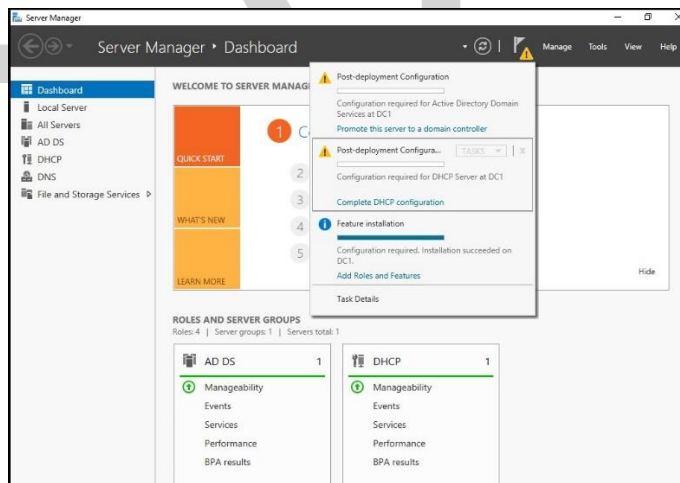 Server Manager
Server Manager • Dashboard
Manage Tools View Help
Dashboard
Local Server
All Servers
AD DS
DHCP
DNS
File and Storage Services
WELCOME TO SERVER MANAG
QUICK START
WHAT'S NEW
LEARN MORE
1
2
3
4
5
Hide
Post-deployment Configuration
Configuration required for Active Directory Domain
Services at DC1
Promote this server to a domain controller
Post-deployment Configura... TASKS X
Configuration required for DHCP Server at DC1
Complete DHCP configuration
Feature installation
Configuration required. Installation succeeded on
DC1.
Add Roles and Features
Task Details
ROLES AND SERVER GROUPS
Roles: 4 | Server groups: 1 | Servers total: 1
AD DS 1
Manageability
Events
Services
Performance
BPA results
DHCP 1
Manageability
Events
Services
Performance
BPA results